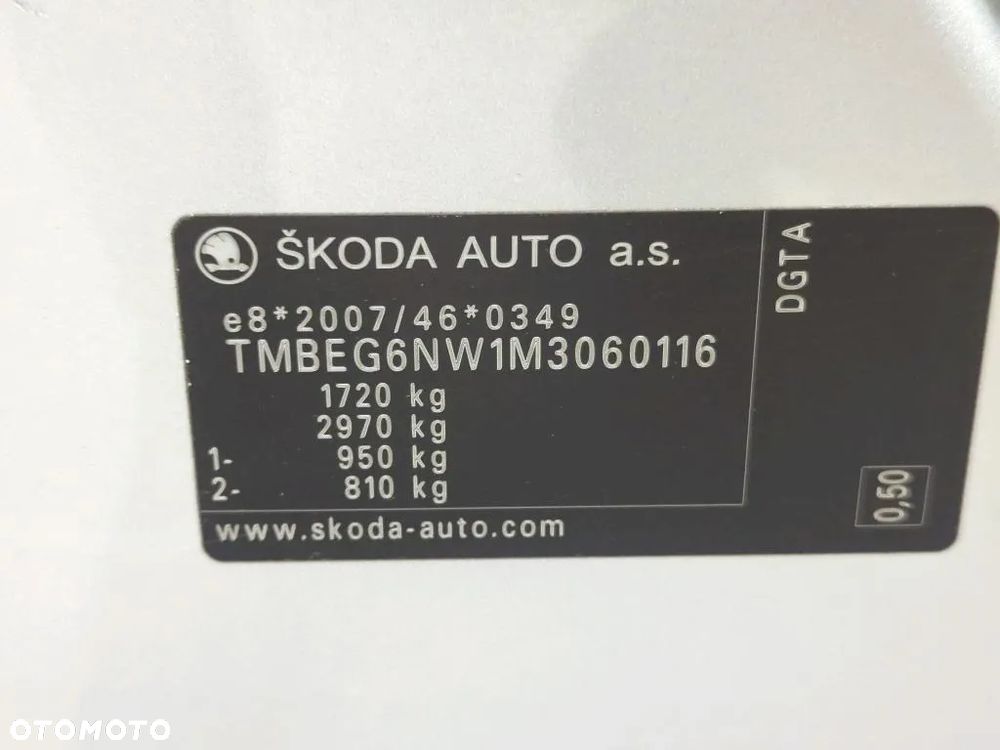 ŠKODA AUTO a.s.
e8*2007/46*0349
TMBEG6NW1M3060116
1720 kg
2970 kg
1- 950 kg
2- 810 kg
www.skoda-auto.com
DGTA
0,50
OTOMOTO